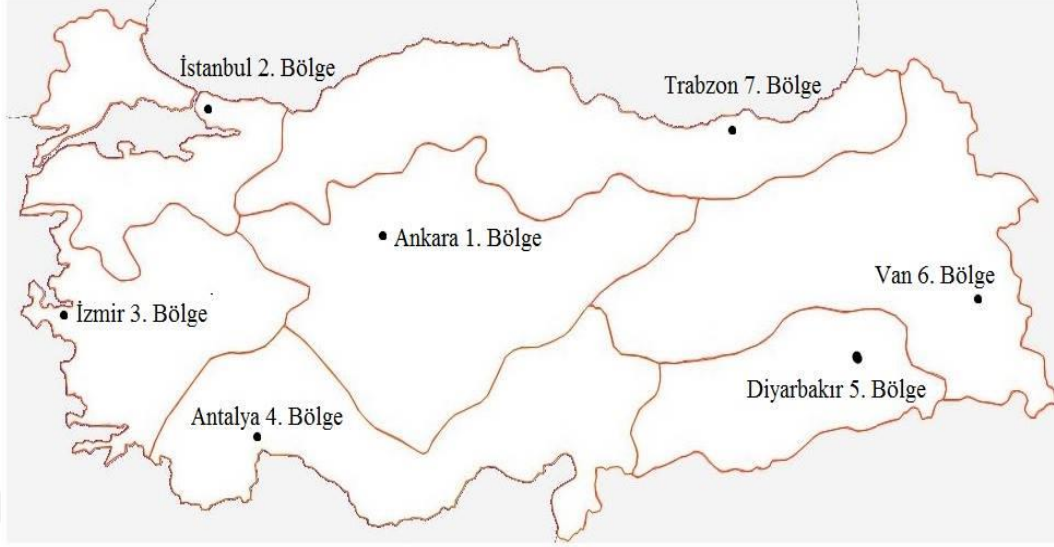 İstanbul 2. Bölge
Trabzon 7. Bölge
Ankara 1. Bölge
Van 6. Bölge
İzmir 3. Bölge
Diyarbakır 5. Bölge
Antalya 4. Bölge